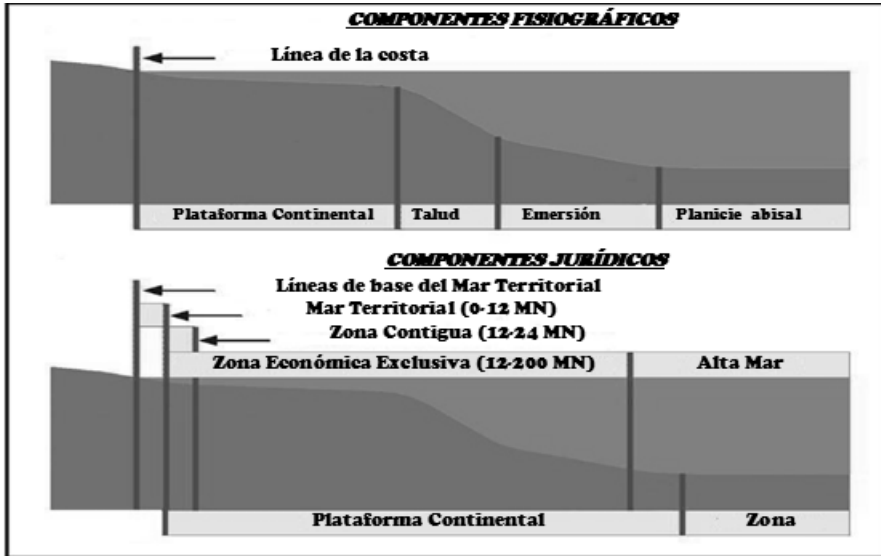 COMPONENTES FISIOGRÁFICOS
Línea de la costa
Plataforma Continental Talud Emersión Planicie abisal
COMPONENTES JURÍDICOS
Líneas de base del Mar Territorial
Mar Territorial (0-12 MN)
Zona Contigua (12-24 MN)
Zona Económica Exclusiva (12-200 MN) Alta Mar
Plataforma Continental Zona